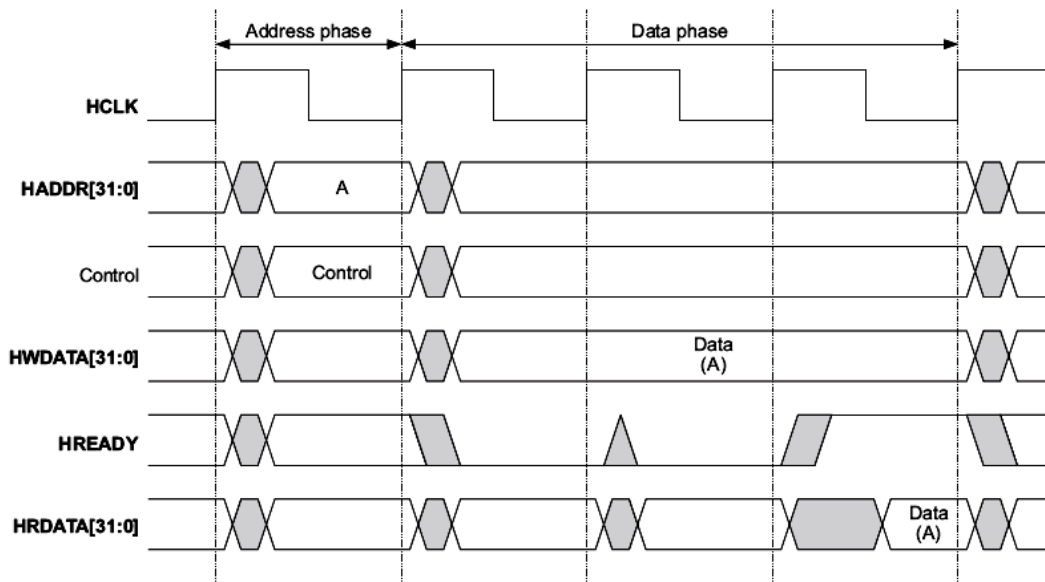 Address phase
Data phase
HCLK
HADDR[31:0]
A
Control
Control
HWDATA[31:0]
Data
(A)
HREADY
HRDATA[31:0]
Data
(A)